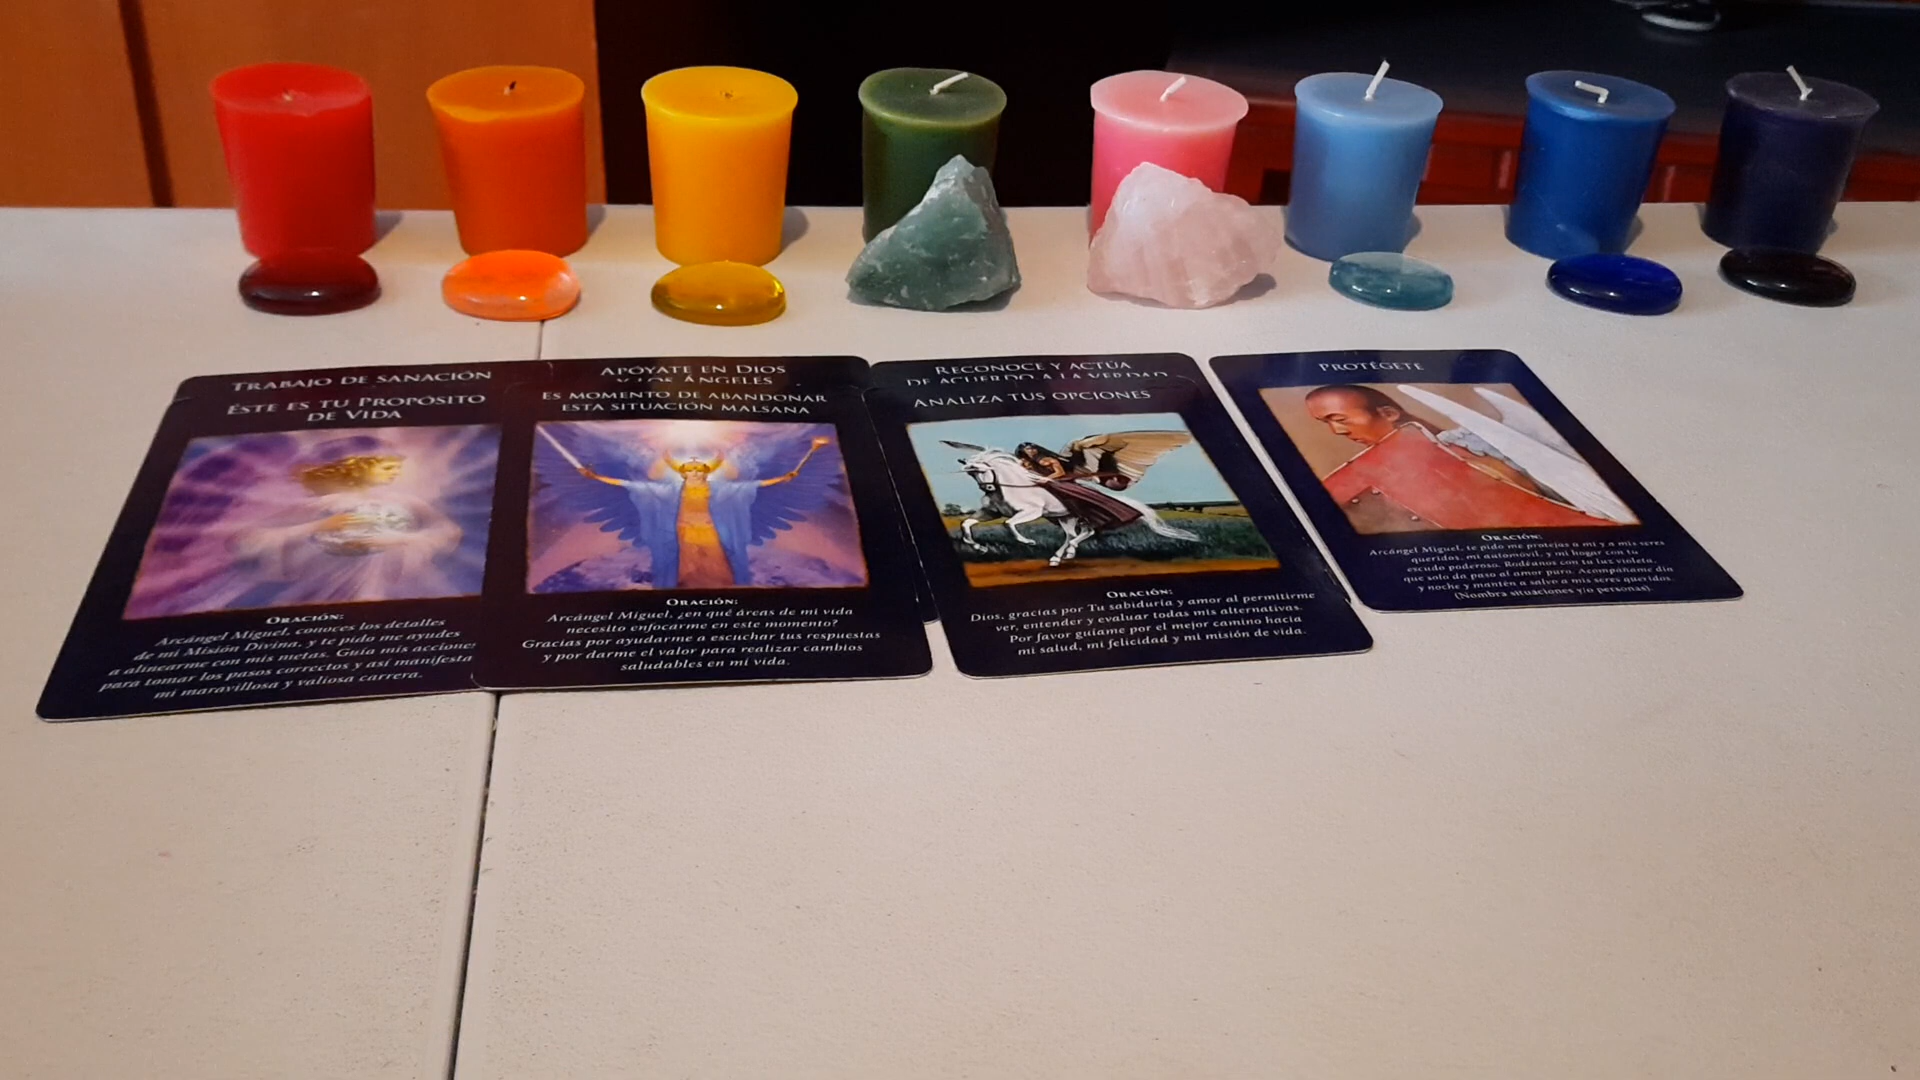 TRABAJO DE SANACIÓN
ÉSTE ES TU PROPÓSITO
DE VIDA
ORACIÓN:
Arcángel Miguel, conoces los detalles
de mi Misión Divina, y te pido me ayudes
a alinearme con mis metas. Guía mis acciones
para tomar los pasos correctos y así manifesta
mi maravillosa y valiosa carrera.
APÓYATE EN DIOS
Y LOS ÁNGELES
ES MOMENTO DE ABANDONAR
ESTA SITUACIÓN MALSANA
ORACIÓN:
Arcángel Miguel, ¿en qué áreas de mi vida
necesito enfocarme en este momento?
Gracias por ayudarme a escuchar tus respuestas
y por darme el valor para realizar cambios
saludables en mi vida.
RECONOCE Y ACTÚA
DE ACUERDO A LA VERDAD
ANALIZA TUS OPCIONES
ORACIÓN:
Dios, gracias por Tu sabiduría y amor al permitirme
ver, entender y evaluar todas mis alternativas.
Por favor guíame por el mejor camino hacia
mi salud, mi felicidad y mi misión de vida.
PROTÉGETE
ORACIÓN:
Arcángel Miguel, te pido me protejas a mí y a mis seres
queridos, mi automóvil, y mi hogar con tu
escudo poderoso. Rodéanos con tu luz violeta,
que solo da paso al amor puro. Acompáñame día
y noche y mantén a salvo a mis seres queridos.
(Nombra situaciones y/o personas).